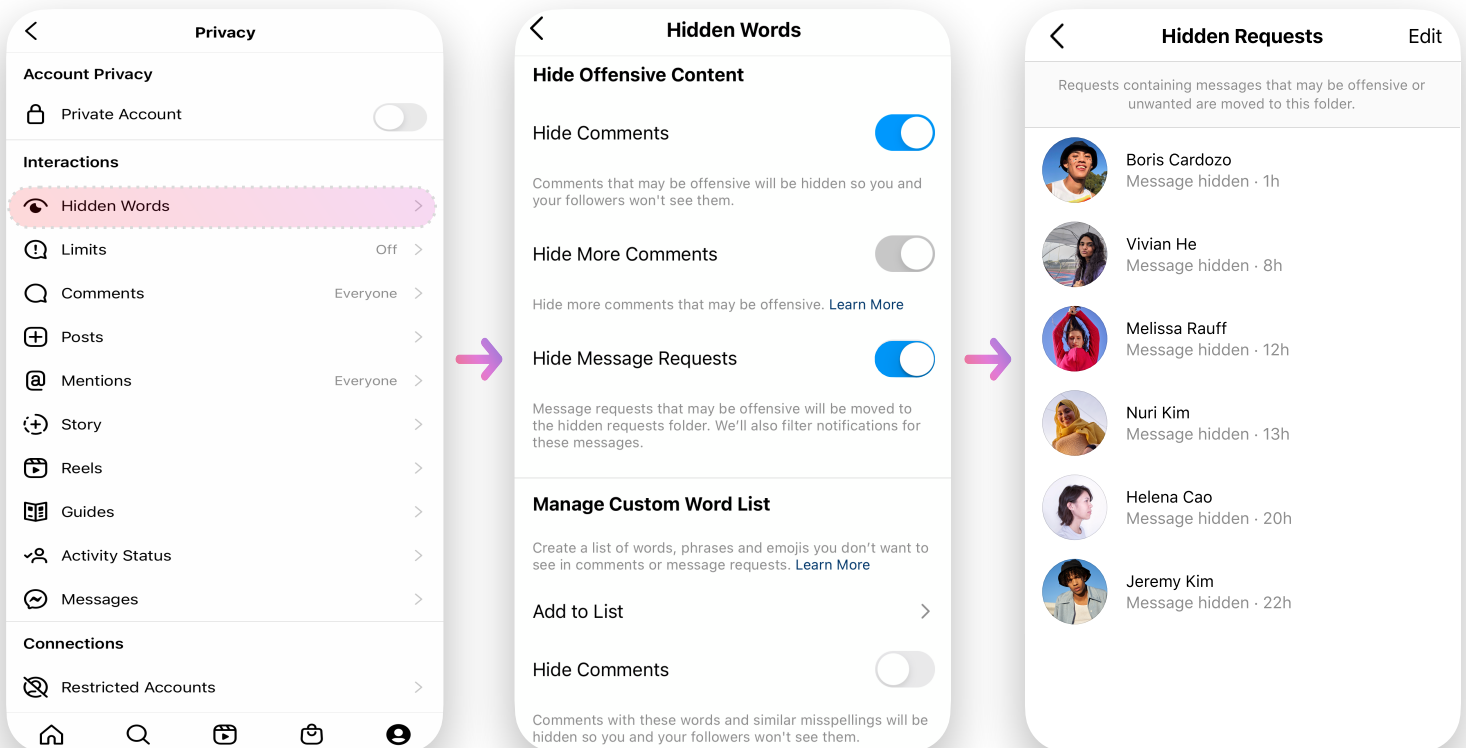 Privacy
Account Privacy
Private Account
Interactions
Hidden Words
Limits Off
Comments Everyone
Posts
Mentions Everyone
Story
Reels
Guides
Activity Status
Messages
Connections
Restricted Accounts
Hidden Words
Hide Offensive Content
Hide Comments
Comments that may be offensive will be hidden so you and
your followers won't see them.
Hide More Comments
Hide more comments that may be offensive. Learn More
Hide Message Requests
Message requests that may be offensive will be moved to
the hidden requests folder. We’ll also filter notifications for
these messages.
Manage Custom Word List
Create a list of words, phrases and emojis you don’t want to
see in comments or message requests. Learn More
Add to List
Hide Comments
Comments with these words and similar misspellings will be
hidden so you and your followers won't see them.
Hidden Requests Edit
Requests containing messages that may be offensive or
unwanted are moved to this folder.
Boris Cardozo
Message hidden · 1h
Vivian He
Message hidden · 8h
Melissa Rauff
Message hidden · 12h
Nuri Kim
Message hidden · 13h
Helena Cao
Message hidden · 20h
Jeremy Kim
Message hidden · 22h